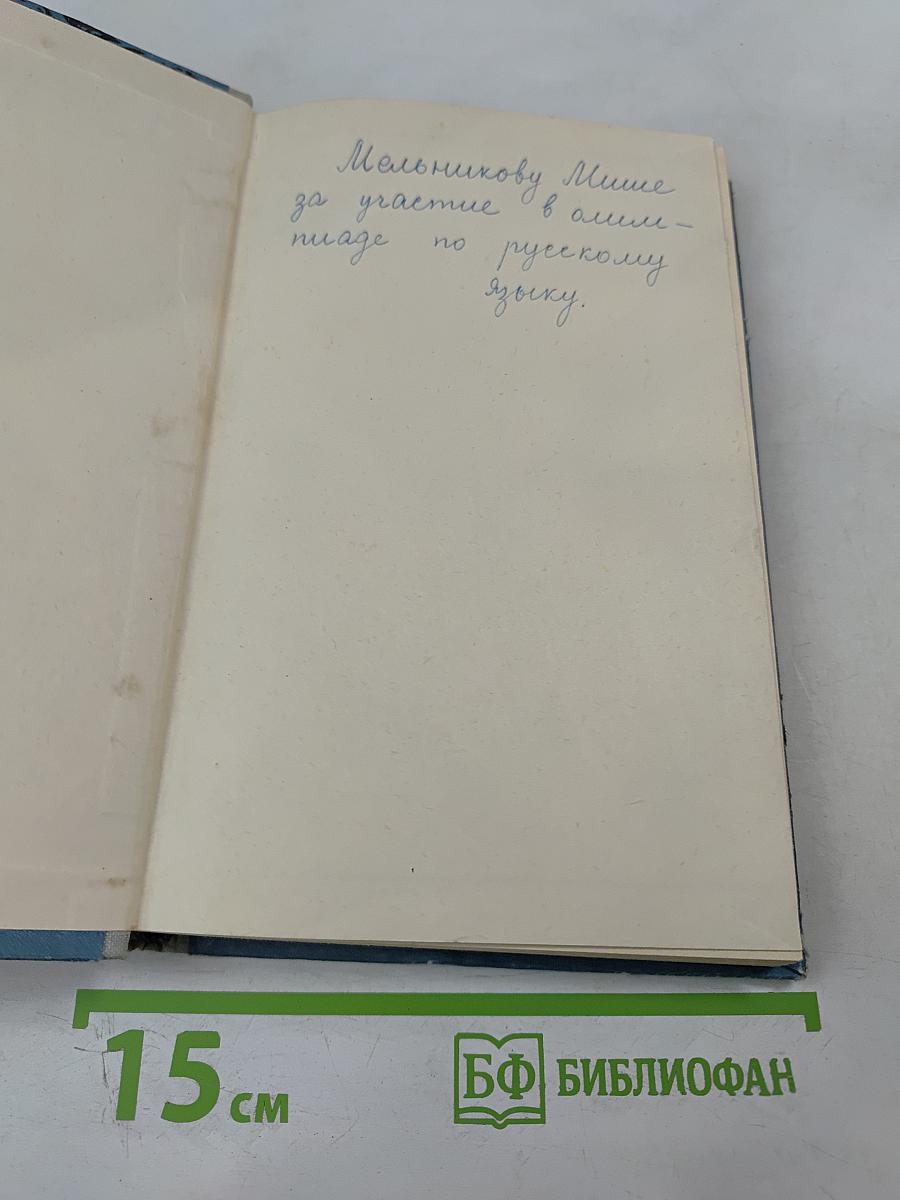 Мельникову Мише
за участие в олим-
пиаде по русскому
языку.
15 см
БФ БИБЛИОФАН